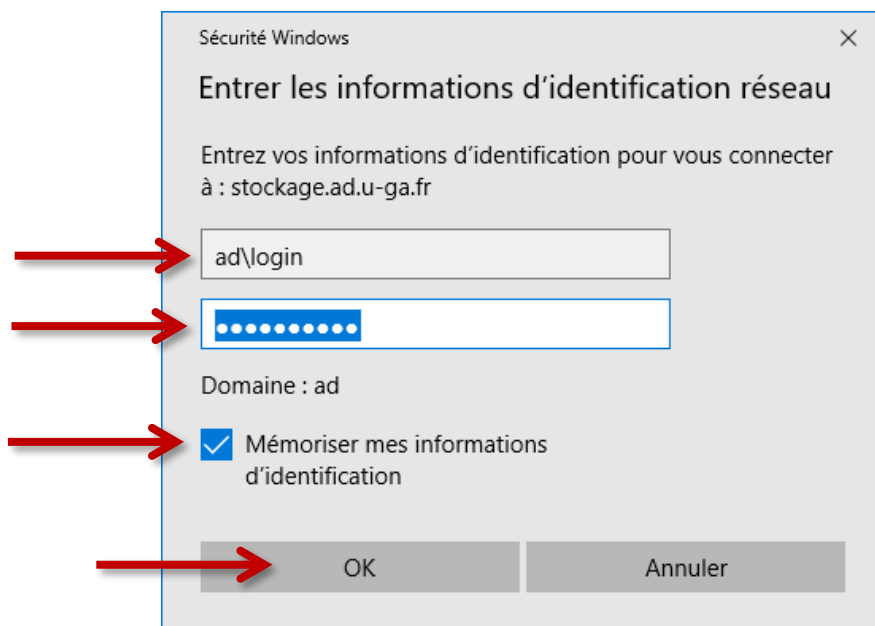 Sécurité Windows
Entrer les informations d’identification réseau
Entrez vos informations d’identification pour vous connecter
à : stockage.ad.u-ga.fr
ad\login
●●●●●●●●●●
Domaine : ad
Mémoriser mes informations
d’identification
OK
Annuler